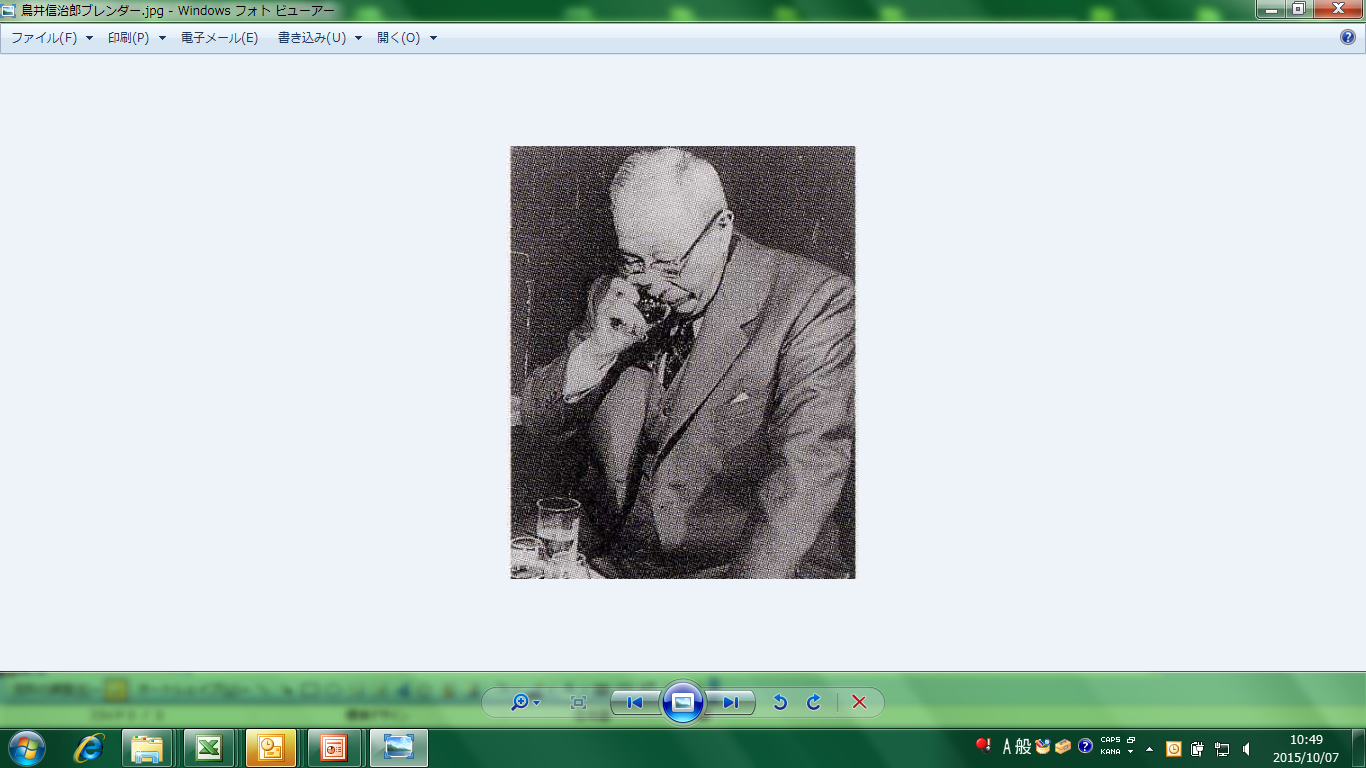 鳥井信治郎ブレンダー.jpg - Windows フォト ビューアー
ファイル(F) 印刷(P) 電子メール(E) 書き込み(U) 開く(O)
A 般 CAPS KANA
10:49
2015/10/07